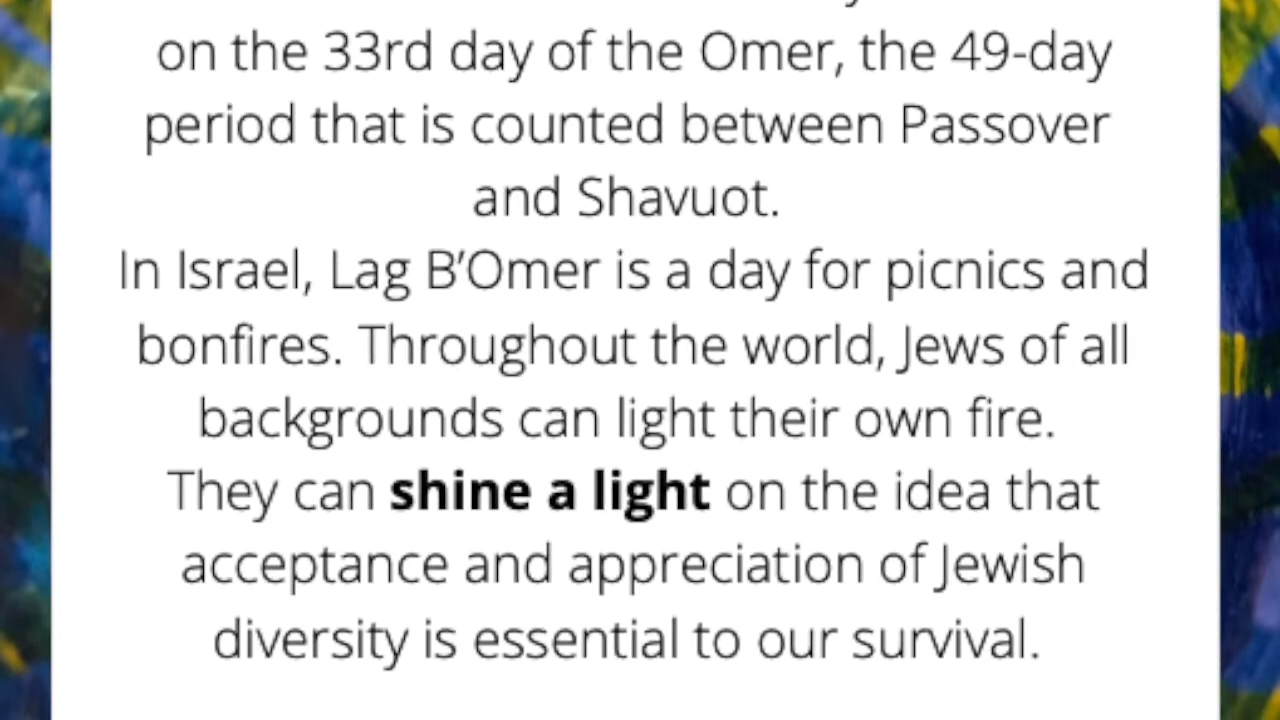 on the 33rd day of the Omer, the 49-day
period that is counted between Passover
and Shavuot.
In Israel, Lag B’Omer is a day for picnics and
bonfires. Throughout the world, Jews of all
backgrounds can light their own fire.
They can shine a light on the idea that
acceptance and appreciation of Jewish
diversity is essential to our survival.